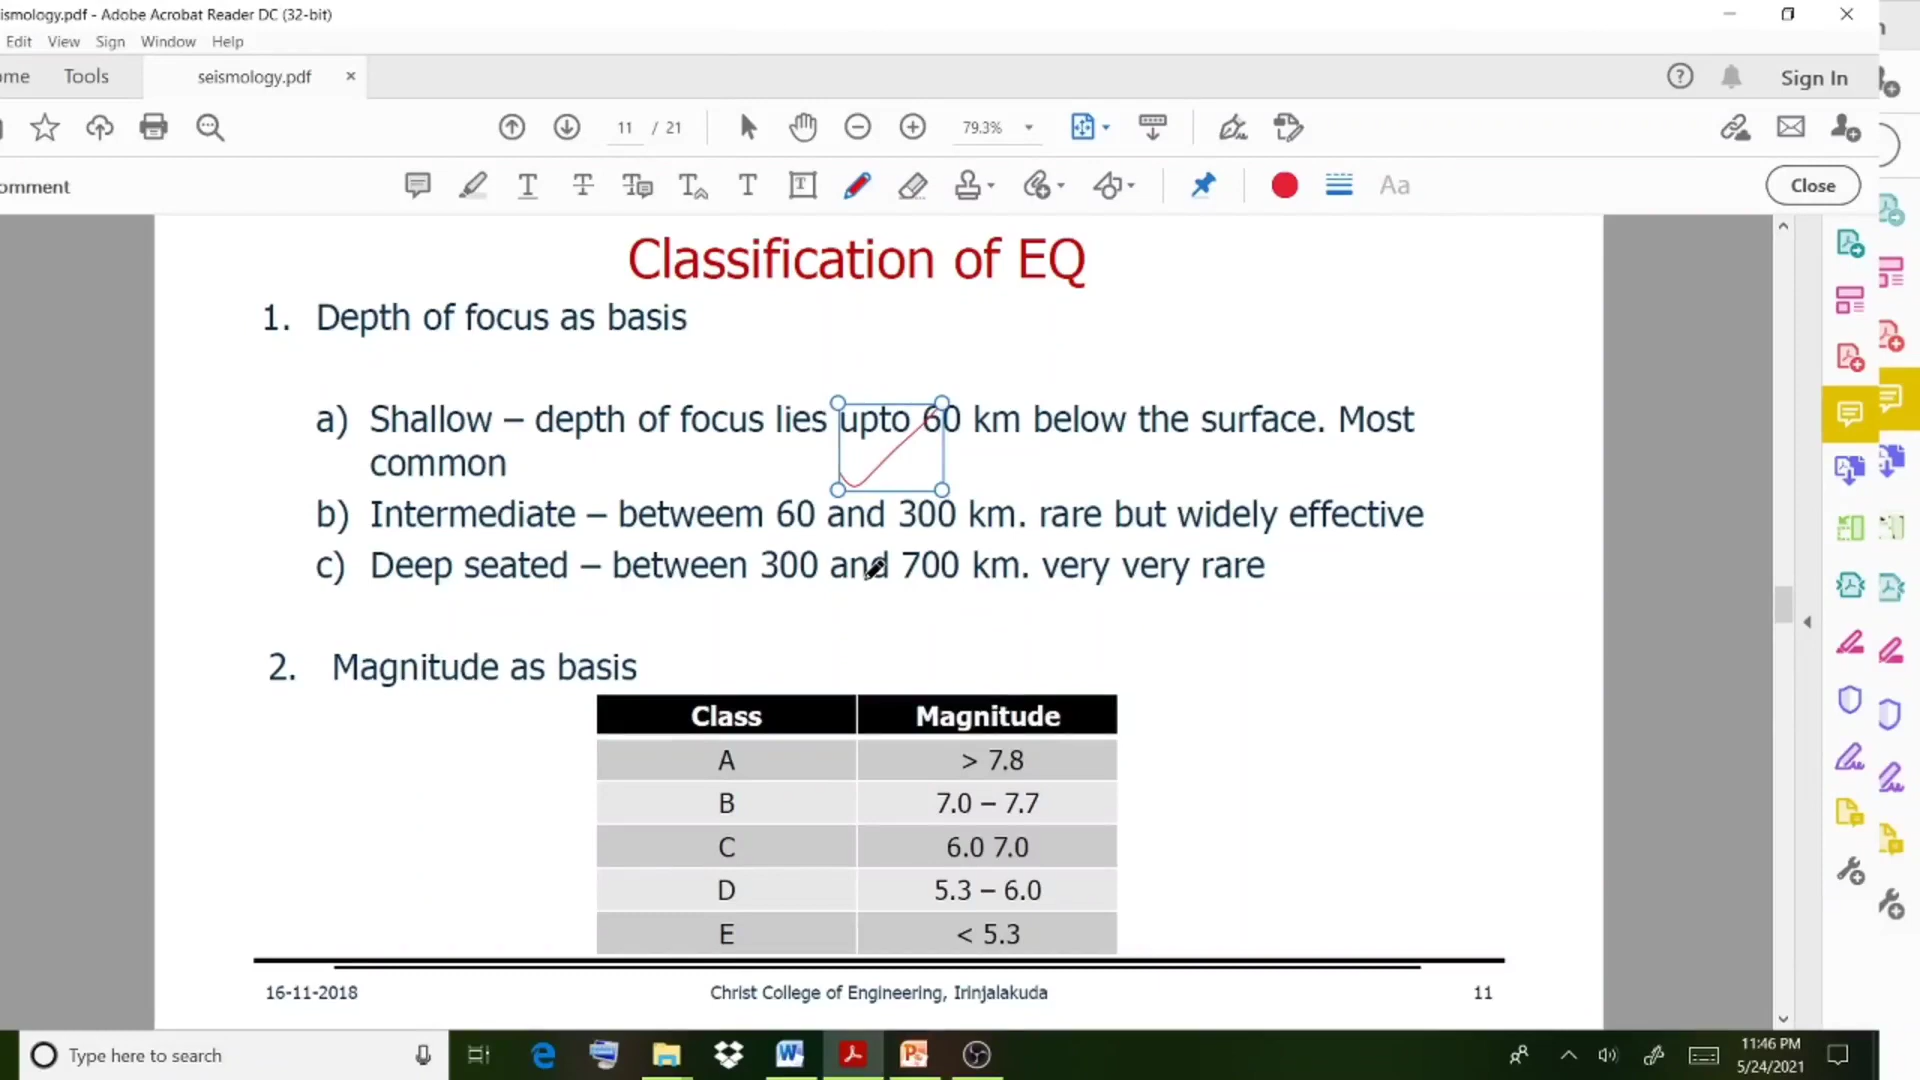 ismology.pdf - Adobe Acrobat Reader DC (32-bit)
Edit View Sign Window Help
ome Tools seismology.pdf × Sign In
11 / 21 79.3%
omment Aa Close
Classification of EQ
1. Depth of focus as basis
a) Shallow – depth of focus lies upto 60 km below the surface. Most
common
b) Intermediate – betweem 60 and 300 km. rare but widely effective
c) Deep seated – between 300 and 700 km. very very rare
2. Magnitude as basis
Class Magnitude
A > 7.8
B 7.0 – 7.7
C 6.0 7.0
D 5.3 – 6.0
E < 5.3
16-11-2018 Christ College of Engineering, Irinjalakuda 11
Type here to search
11:46 PM
5/24/2021